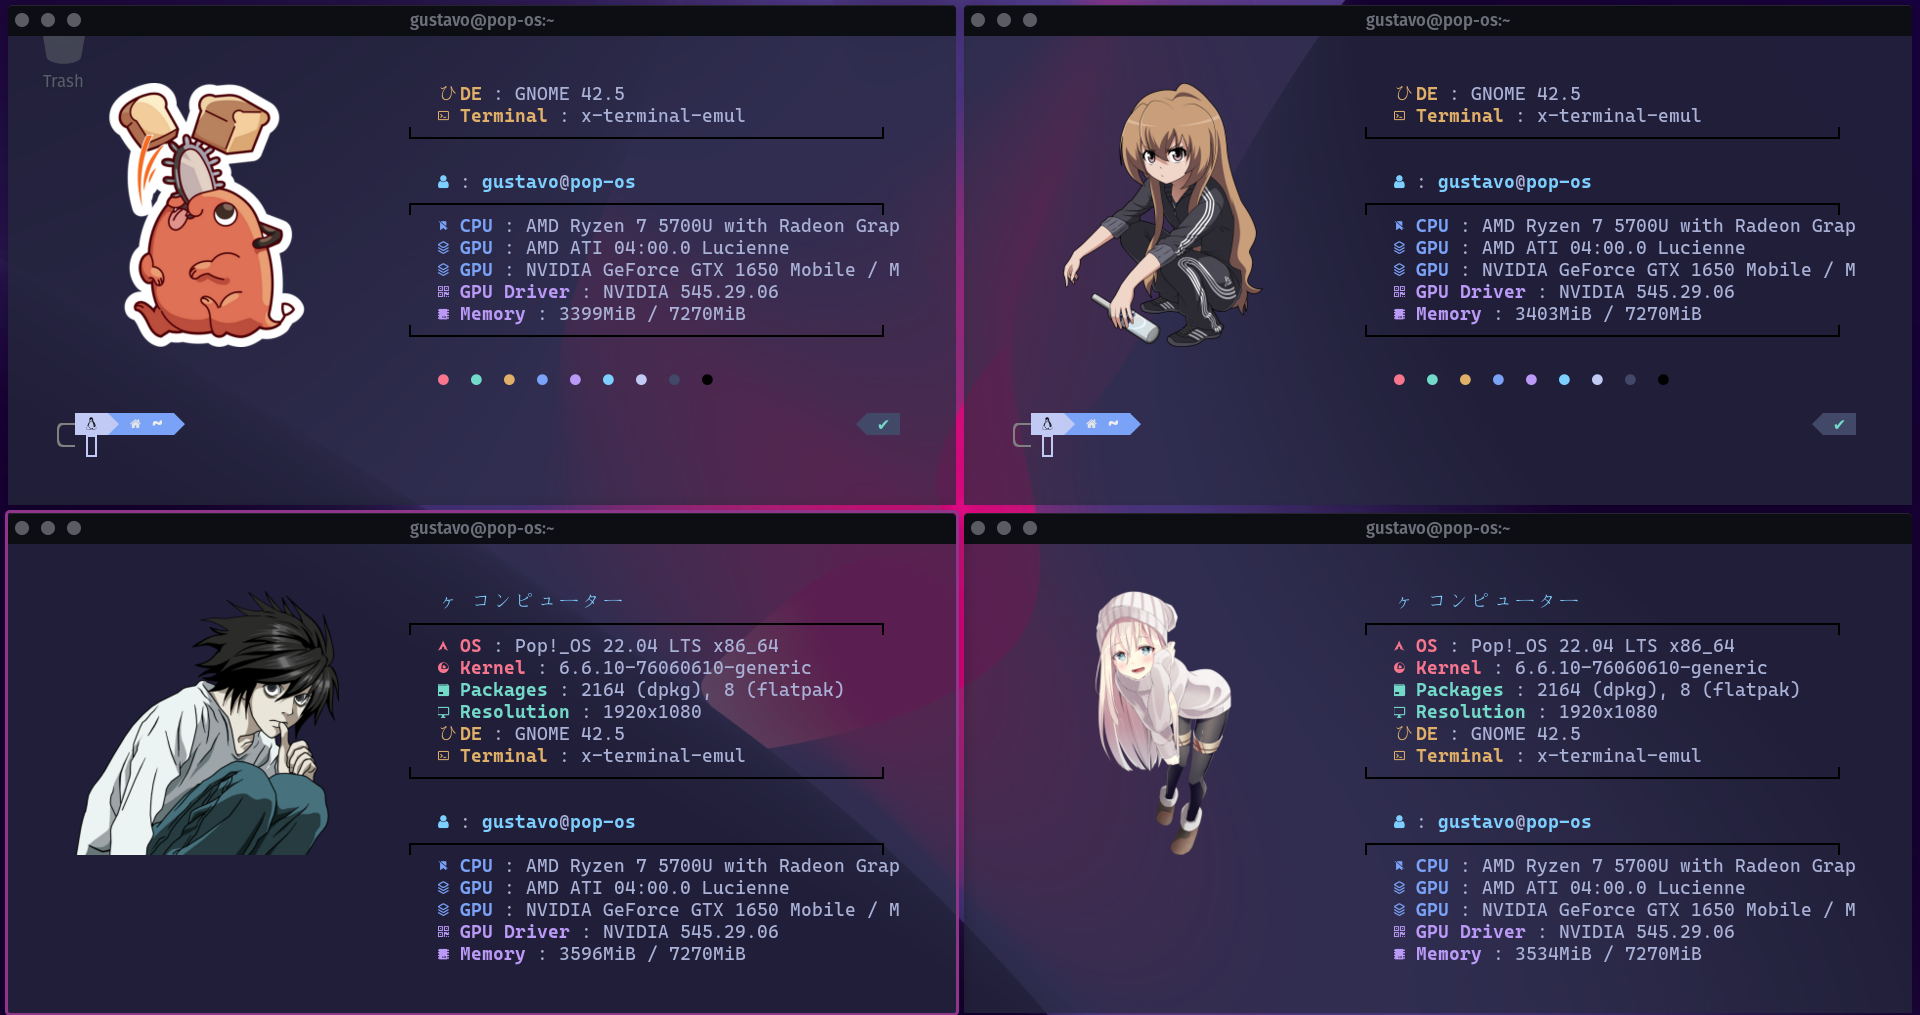 gustavo@pop-os:~
Trash
DE : GNOME 42.5
Terminal : x-terminal-emul
: gustavo@pop-os
CPU : AMD Ryzen 7 5700U with Radeon Grap
GPU : AMD ATI 04:00.0 Lucienne
GPU : NVIDIA GeForce GTX 1650 Mobile / M
GPU Driver : NVIDIA 545.29.06
Memory : 3399MiB / 7270MiB
~
gustavo@pop-os:~
DE : GNOME 42.5
Terminal : x-terminal-emul
: gustavo@pop-os
CPU : AMD Ryzen 7 5700U with Radeon Grap
GPU : AMD ATI 04:00.0 Lucienne
GPU : NVIDIA GeForce GTX 1650 Mobile / M
GPU Driver : NVIDIA 545.29.06
Memory : 3403MiB / 7270MiB
~
gustavo@pop-os:~
ヶ コンピューター
OS : Pop!_OS 22.04 LTS x86_64
Kernel : 6.6.10-76060610-generic
Packages : 2164 (dpkg), 8 (flatpak)
Resolution : 1920x1080
DE : GNOME 42.5
Terminal : x-terminal-emul
: gustavo@pop-os
CPU : AMD Ryzen 7 5700U with Radeon Grap
GPU : AMD ATI 04:00.0 Lucienne
GPU : NVIDIA GeForce GTX 1650 Mobile / M
GPU Driver : NVIDIA 545.29.06
Memory : 3596MiB / 7270MiB
gustavo@pop-os:~
ヶ コンピューター
OS : Pop!_OS 22.04 LTS x86_64
Kernel : 6.6.10-76060610-generic
Packages : 2164 (dpkg), 8 (flatpak)
Resolution : 1920x1080
DE : GNOME 42.5
Terminal : x-terminal-emul
: gustavo@pop-os
CPU : AMD Ryzen 7 5700U with Radeon Grap
GPU : AMD ATI 04:00.0 Lucienne
GPU : NVIDIA GeForce GTX 1650 Mobile / M
GPU Driver : NVIDIA 545.29.06
Memory : 3534MiB / 7270MiB